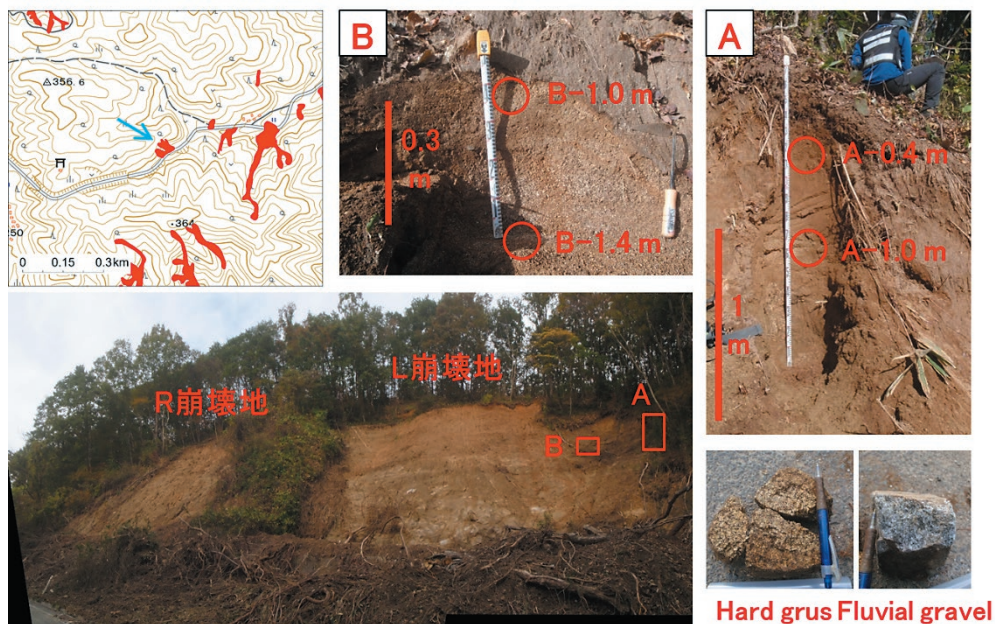 356.6
364
250
0 0.15 0.3km
B
B-1.0 m
0.3
m
B-1.4 m
A
A-0.4 m
A-1.0 m
1
m
R崩壊地
L崩壊地
A
B
Hard grus Fluvial gravel